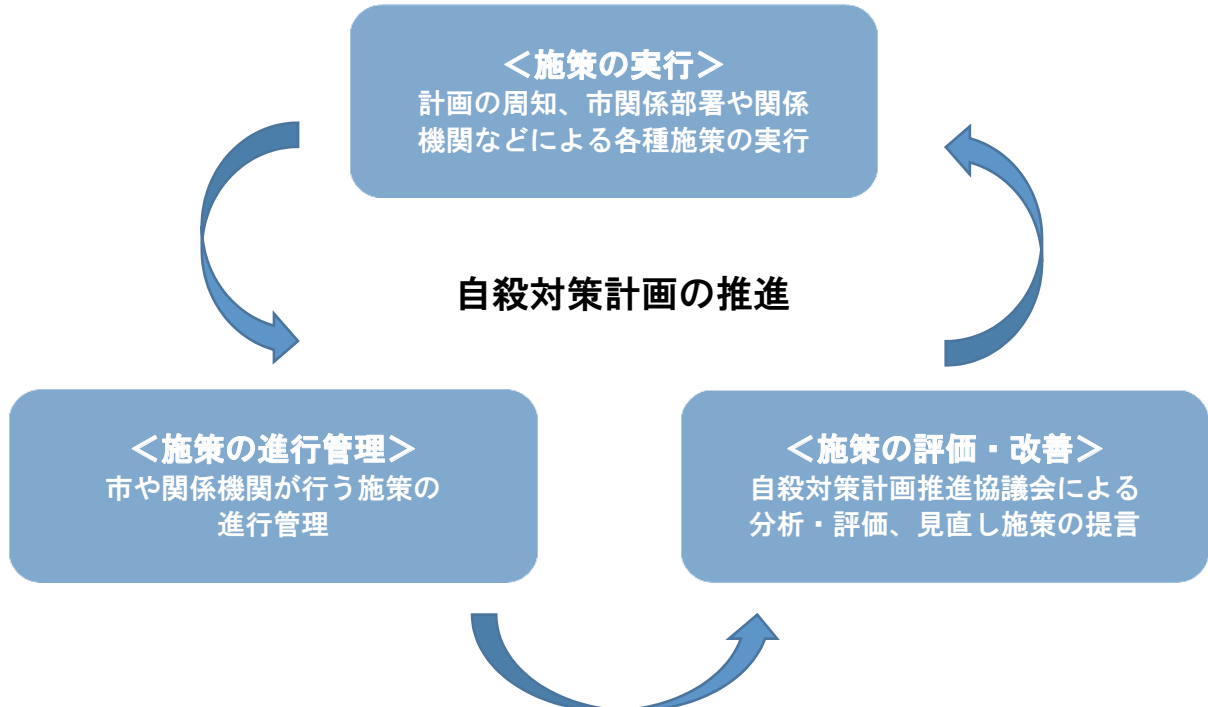 ＜施策の実行＞
計画の周知、市関係部署や関係
機関などによる各種施策の実行
自殺対策計画の推進
＜施策の進行管理＞
市や関係機関が行う施策の
進行管理
＜施策の評価・改善＞
自殺対策計画推進協議会による
分析・評価、見直し施策の提言